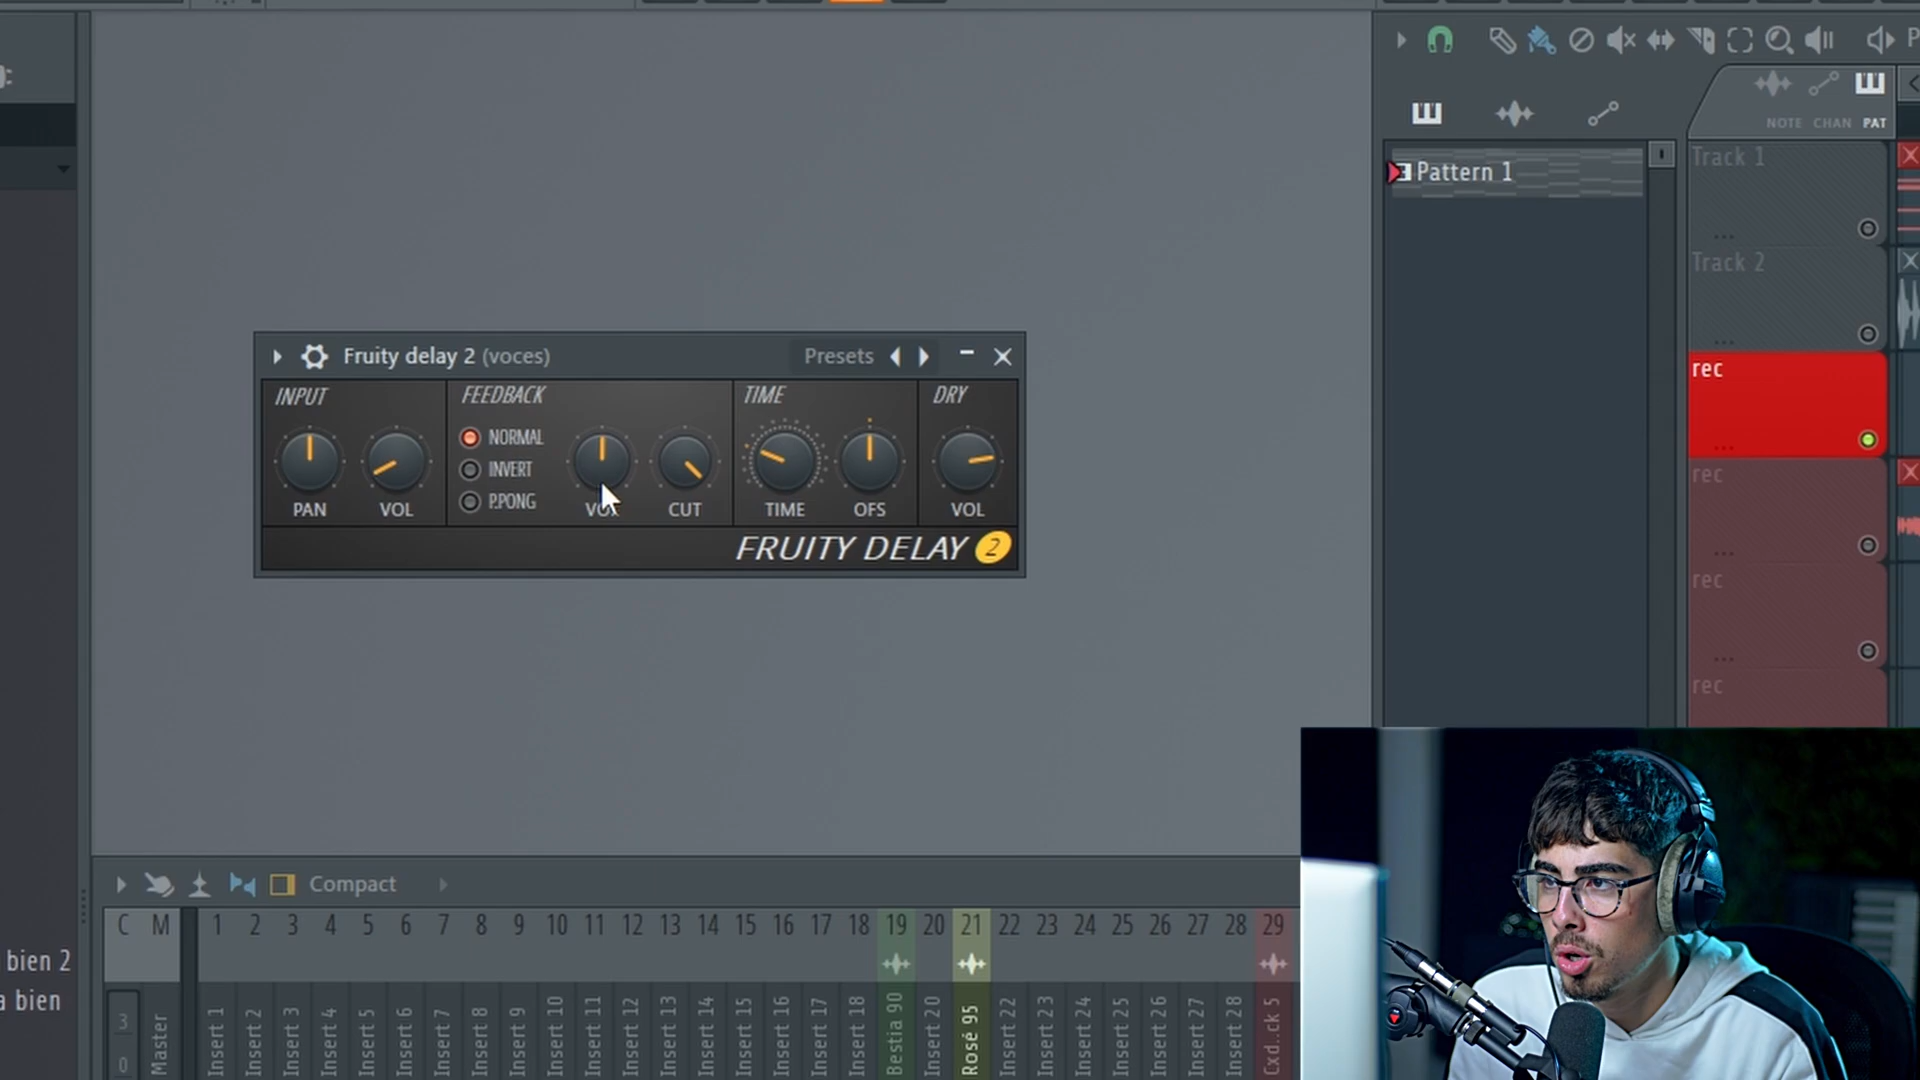 NOTE CHAN PAT
Pattern 1
Track 1
Track 2
rec
rec
rec
rec
Fruity delay 2 (voces)
Presets
INPUT
FEEDBACK
TIME
DRY
NORMAL
INVERT
P.PONG
PAN
VOL
CUT
TIME
OFS
VOL
FRUITY DELAY 2
Compact
C M 1 2 3 4 5 6 7 8 9 10 11 12 13 14 15 16 17 18 19 20 21 22 23 24 25 26 27 28 29
bien 2
a bien
3
0
Master
Insert 1
Insert 2
Insert 3
Insert 4
Insert 5
Insert 6
Insert 7
Insert 8
Insert 9
Insert 10
Insert 11
Insert 12
Insert 13
Insert 14
Insert 15
Insert 16
Insert 17
Insert 18
Bestia 90
Insert 20
Rosé 95
Insert 22
Insert 23
Insert 24
Insert 25
Insert 26
Insert 27
Insert 28
Cxd..ck 5